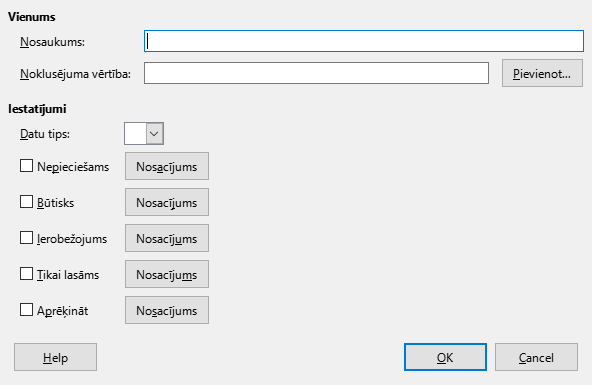 Vienums
Nosaukums:
Noklusējuma vērtība: Pievienot...
Iestatījumi
Datu tips:
Nepieciešams Nosacījums
Būtisks Nosacījums
Ierobežojums Nosacījums
Tikai lasāms Nosacījums
Aprēķināt Nosacījums
Help OK Cancel